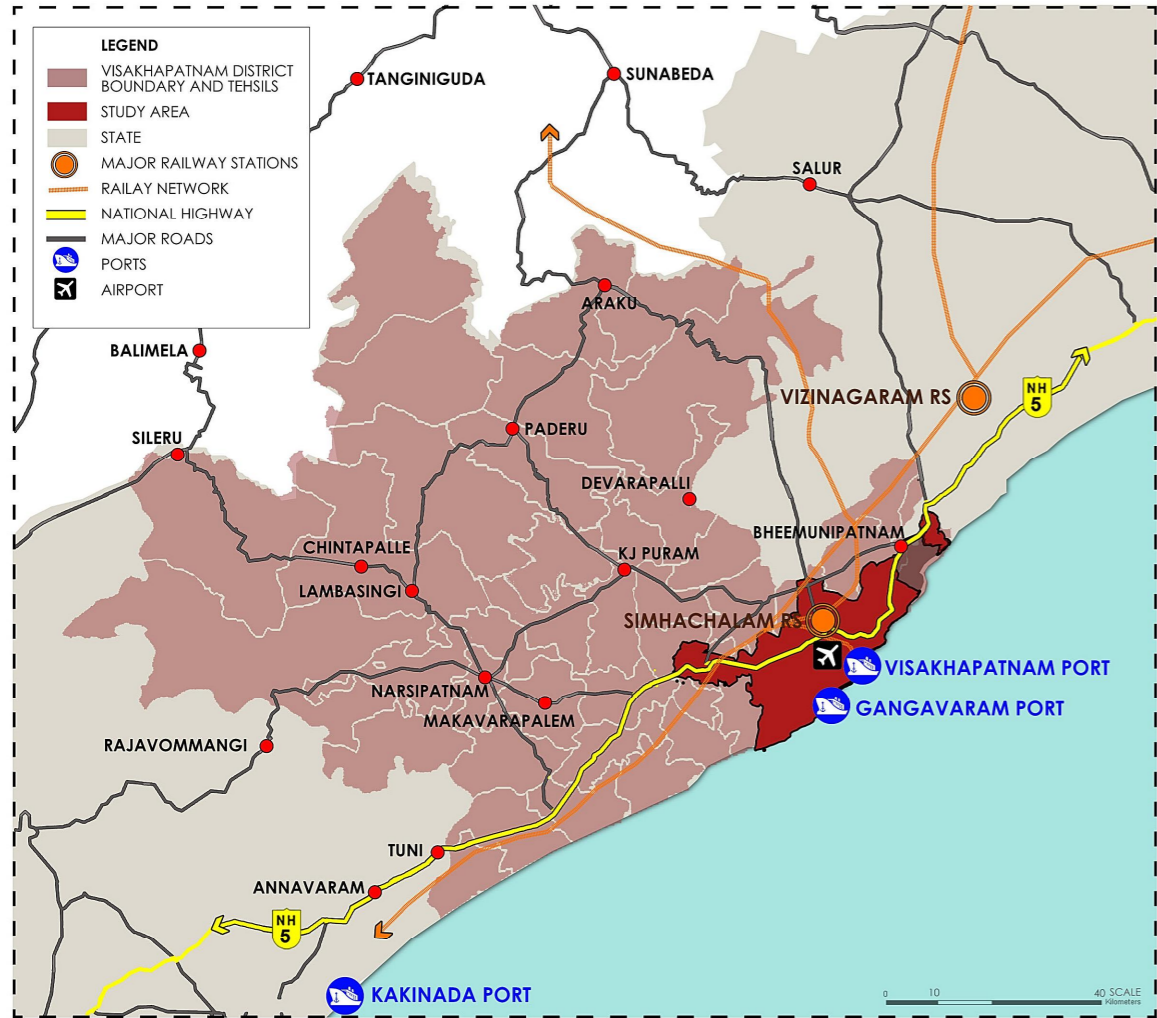 LEGEND
VISAKHAPATNAM DISTRICT
BOUNDARY AND TEHSILS
STUDY AREA
STATE
MAJOR RAILWAY STATIONS
RAILAY NETWORK
NATIONAL HIGHWAY
MAJOR ROADS
PORTS
AIRPORT
TANGINIGUDA
SUNABEDA
SALUR
ARAKU
BALIMELA
VIZINAGARAM RS
NH
5
PADERU
SILERU
DEVARAPALLI
BHEEMUNIPATNAM
CHINTAPALLE
KJ PURAM
LAMBASINGI
SIMHACHALAM RS
VISAKHAPATNAM PORT
NARSIPATNAM
MAKAVARAPALEM
GANGAVARAM PORT
RAJAVOMMANGI
TUNI
ANNAVARAM
NH
5
KAKINADA PORT
0 10 40 SCALE
Kilometers